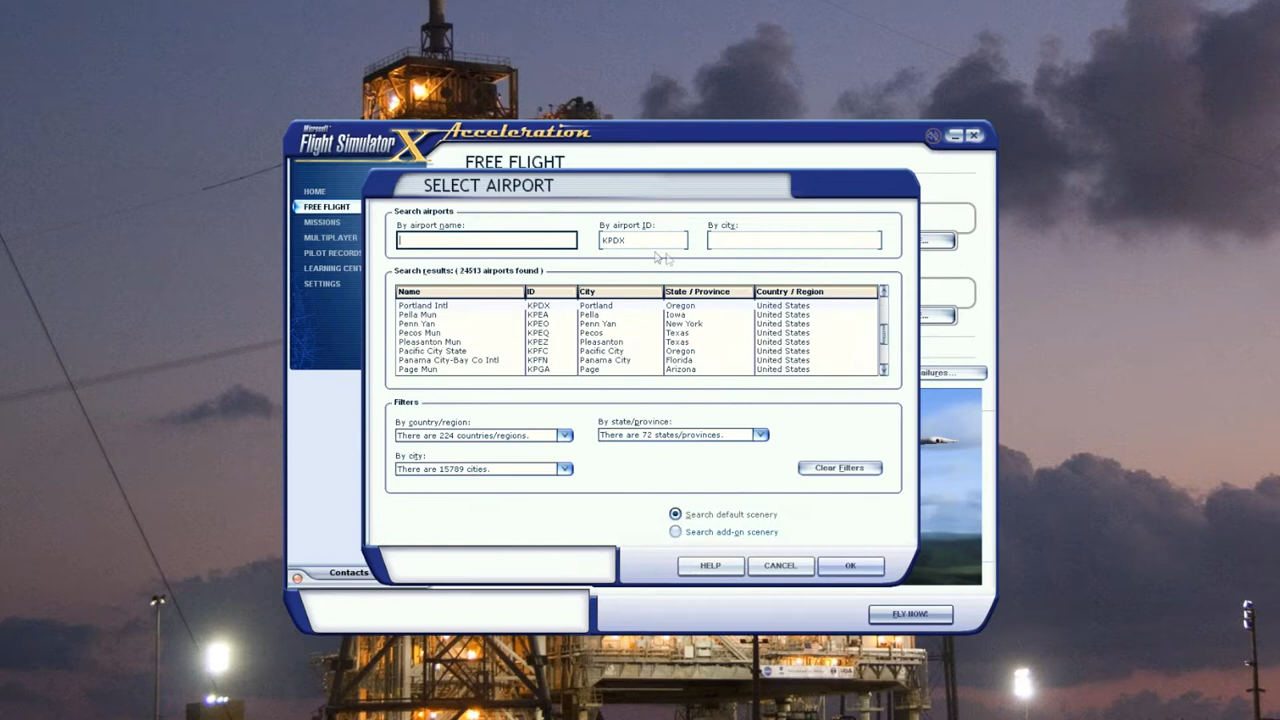 Microsoft
Flight Simulator X
Acceleration
FREE FLIGHT
SELECT AIRPORT
HOME
FREE FLIGHT
MISSIONS
MULTIPLAYER
PILOT RECORDS
LEARNING CENT
SETTINGS
Search airports
By airport name: By airport ID: By city:
KPDX
Search results: ( 24513 airports found )
Name ID City State / Province Country / Region
Portland Intl KPDX Portland Oregon United States
Pella Mun KPEA Pella Iowa United States
Penn Yan KPEO Penn Yan New York United States
Pecos Mun KPEQ Pecos Texas United States
Pleasanton Mun KPEZ Pleasanton Texas United States
Pacific City State KPFC Pacific City Oregon United States
Panama City-Bay Co Intl KPFN Panama City Florida United States
Page Mun KPGA Page Arizona United States
Filters
By country/region: By state/province:
There are 224 countries/regions. There are 72 states/provinces.
By city:
There are 15789 cities.
Clear Filters
Search default scenery
Search add-on scenery
HELP CANCEL OK
ailures...
Contacts
FLY NOW!